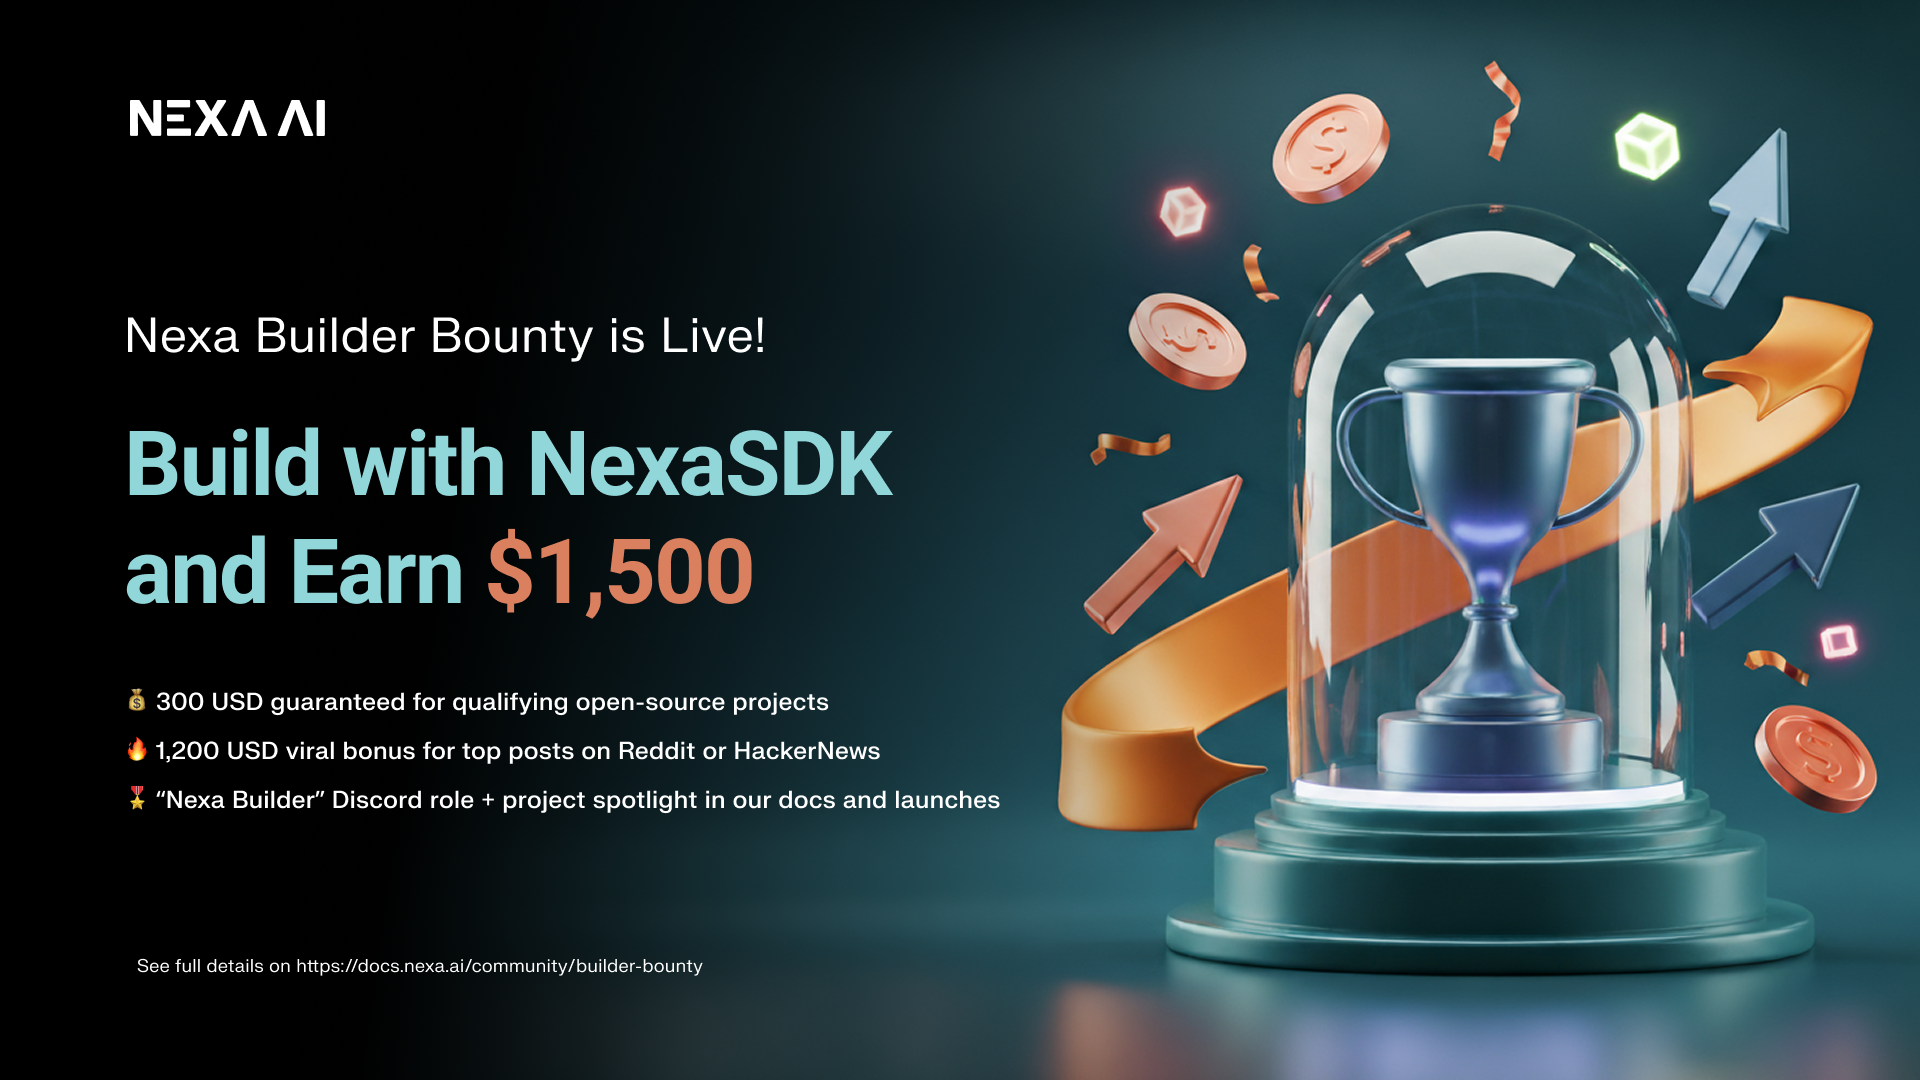 NEXA AI
Nexa Builder Bounty is Live!
Build with NexaSDK
and Earn $1,500
💰 300 USD guaranteed for qualifying open-source projects
🔥 1,200 USD viral bonus for top posts on Reddit or HackerNews
🎖️ “Nexa Builder” Discord role + project spotlight in our docs and launches
See full details on https://docs.nexa.ai/community/builder-bounty